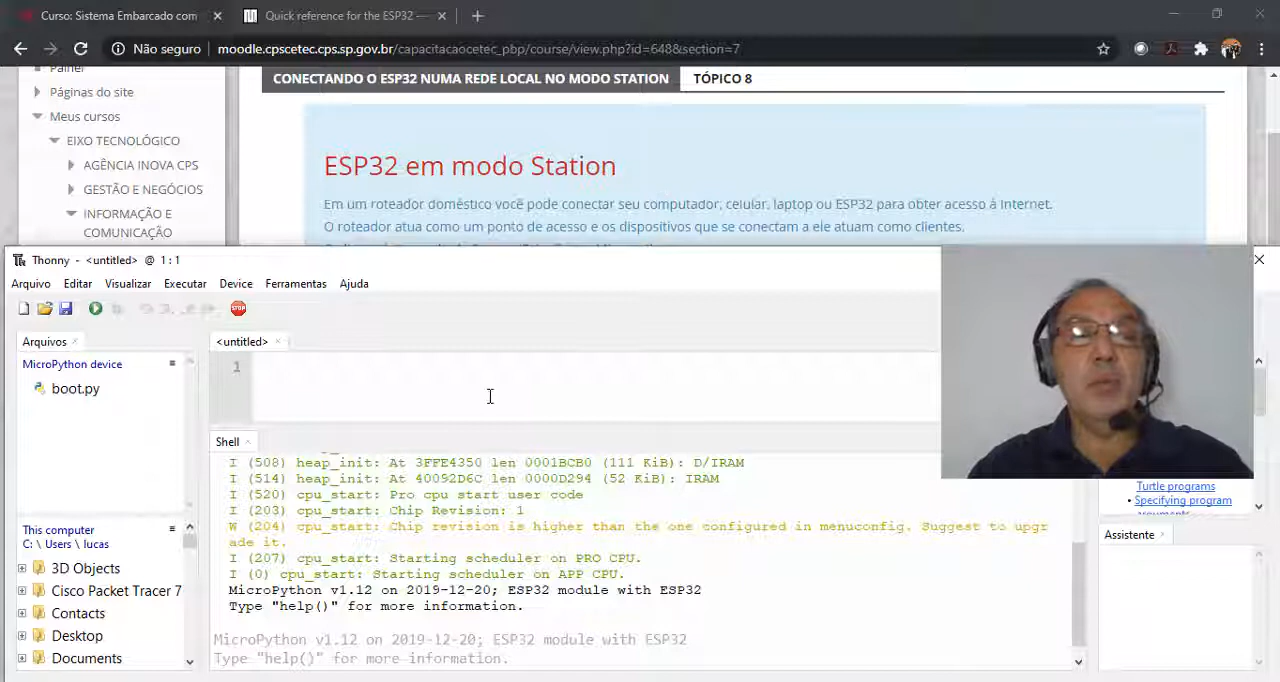 Curso: Sistema Embarcado com
Quick reference for the ESP32 —
Não seguro
moodle.cpscetec.cps.sp.gov.br/capacitacaocetec_pbp/course/view.php?id=648&section=7
Painel
CONECTANDO O ESP32 NUMA REDE LOCAL NO MODO STATION
TÓPICO 8
Páginas do site
Meus cursos
EIXO TECNOLÓGICO
AGÊNCIA INOVA CPS
GESTÃO E NEGÓCIOS
INFORMAÇÃO E
COMUNICAÇÃO
ESP32 em modo Station
Em um roteador doméstico você pode conectar seu computador, celular, laptop ou ESP32 para obter acesso á Internet.
O roteador atua como um ponto de acesso e os dispositivos que se conectam a ele atuam como clientes.
Thonny - <untitled> @ 1 : 1
Arquivo Editar Visualizar Executar Device Ferramentas Ajuda
STOP
Arquivos
<untitled>
MicroPython device
boot.py
1
Shell
I (508) heap_init: At 3FFE4350 len 0001BCB0 (111 KiB): D/IRAM
I (514) heap_init: At 40092D6C len 0000D294 (52 KiB): IRAM
I (520) cpu_start: Pro cpu start user code
I (203) cpu_start: Chip Revision: 1
W (204) cpu_start: Chip revision is higher than the one configured in menuconfig. Suggest to upgr
ade it.
I (207) cpu_start: Starting scheduler on PRO CPU.
I (0) cpu_start: Starting scheduler on APP CPU.
MicroPython v1.12 on 2019-12-20; ESP32 module with ESP32
Type "help()" for more information.
MicroPython v1.12 on 2019-12-20; ESP32 module with ESP32
Type "help()" for more information.
This computer
C: \ Users \ lucas
3D Objects
Cisco Packet Tracer 7
Contacts
Desktop
Documents
Turtle programs
• Specifying program
Assistente